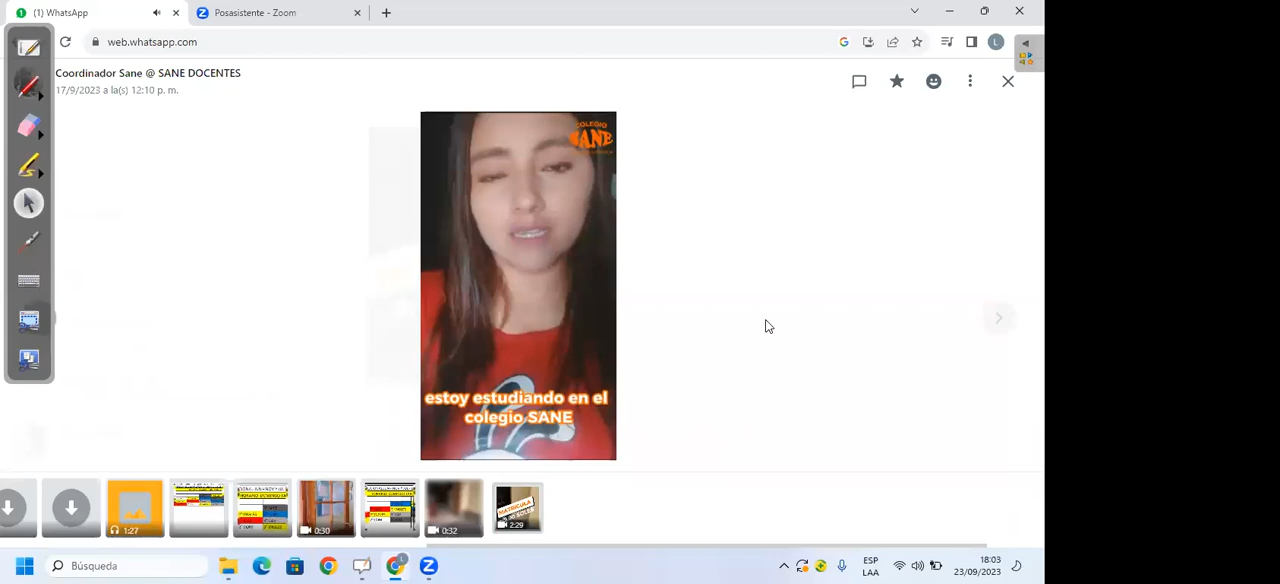 (1) WhatsApp
Posasistente - Zoom
web.whatsapp.com
Coordinador Sane @ SANE DOCENTES
17/9/2023 a la(s) 12:10 p. m.
COLEGIO
SANE
estoy estudiando en el
colegio SANE
1:27
0:30
0:32
MATRICULA
2:29
Búsqueda
ESP
LAA
18:03
23/09/2023
L